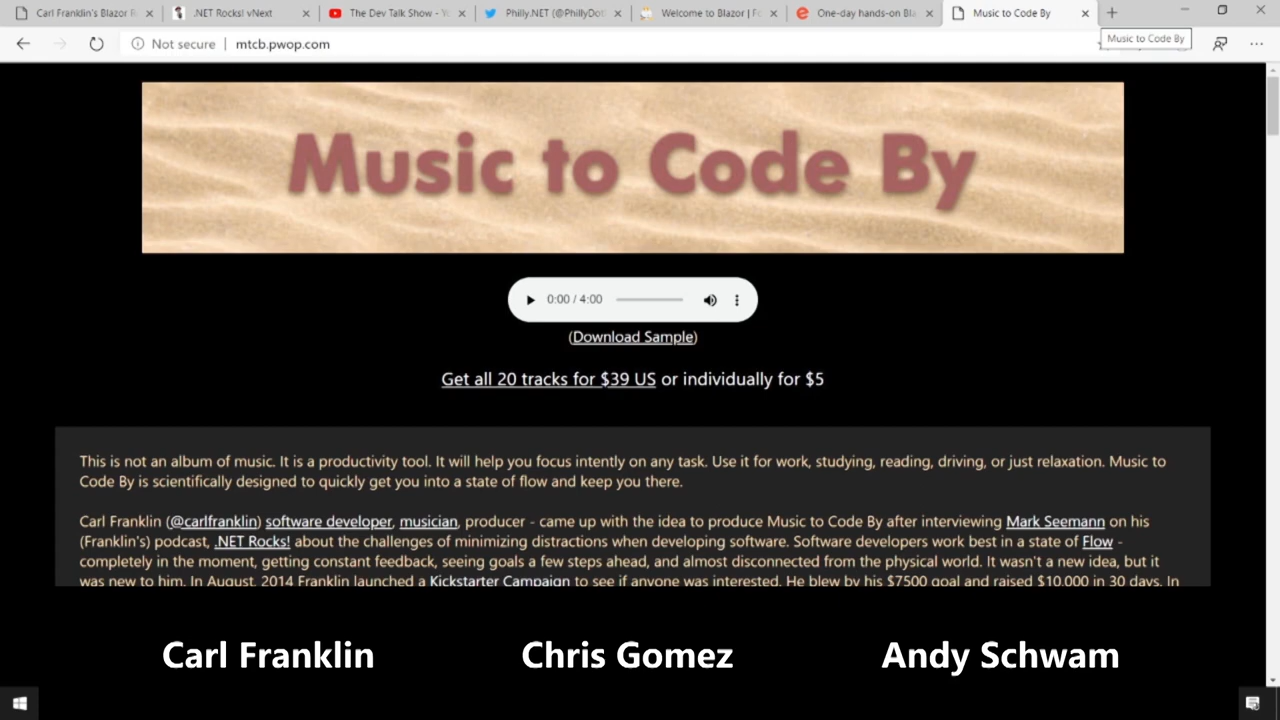 Carl Franklin's Blazor R
.NET Rocks! vNext
The Dev Talk Show - Yo
Philly.NET (@PhillyDot
Welcome to Blazor | Fo
One-day hands-on Bla
Music to Code By
Not secure | mtcb.pwop.com
Music to Code By
Music to Code By
0:00 / 4:00
(Download Sample)
Get all 20 tracks for $39 US or individually for $5
This is not an album of music. It is a productivity tool. It will help you focus intently on any task. Use it for work, studying, reading, driving, or just relaxation. Music to
Code By is scientifically designed to quickly get you into a state of flow and keep you there.
Carl Franklin (@carlfranklin) software developer, musician, producer - came up with the idea to produce Music to Code By after interviewing Mark Seemann on his
(Franklin's) podcast, .NET Rocks! about the challenges of minimizing distractions when developing software. Software developers work best in a state of Flow -
completely in the moment, getting constant feedback, seeing goals a few steps ahead, and almost disconnected from the physical world. It wasn't a new idea, but it
was new to him. In August, 2014 Franklin launched a Kickstarter Campaign to see if anyone was interested. He blew by his $7500 goal and raised $10,000 in 30 days. In
Carl Franklin
Chris Gomez
Andy Schwam